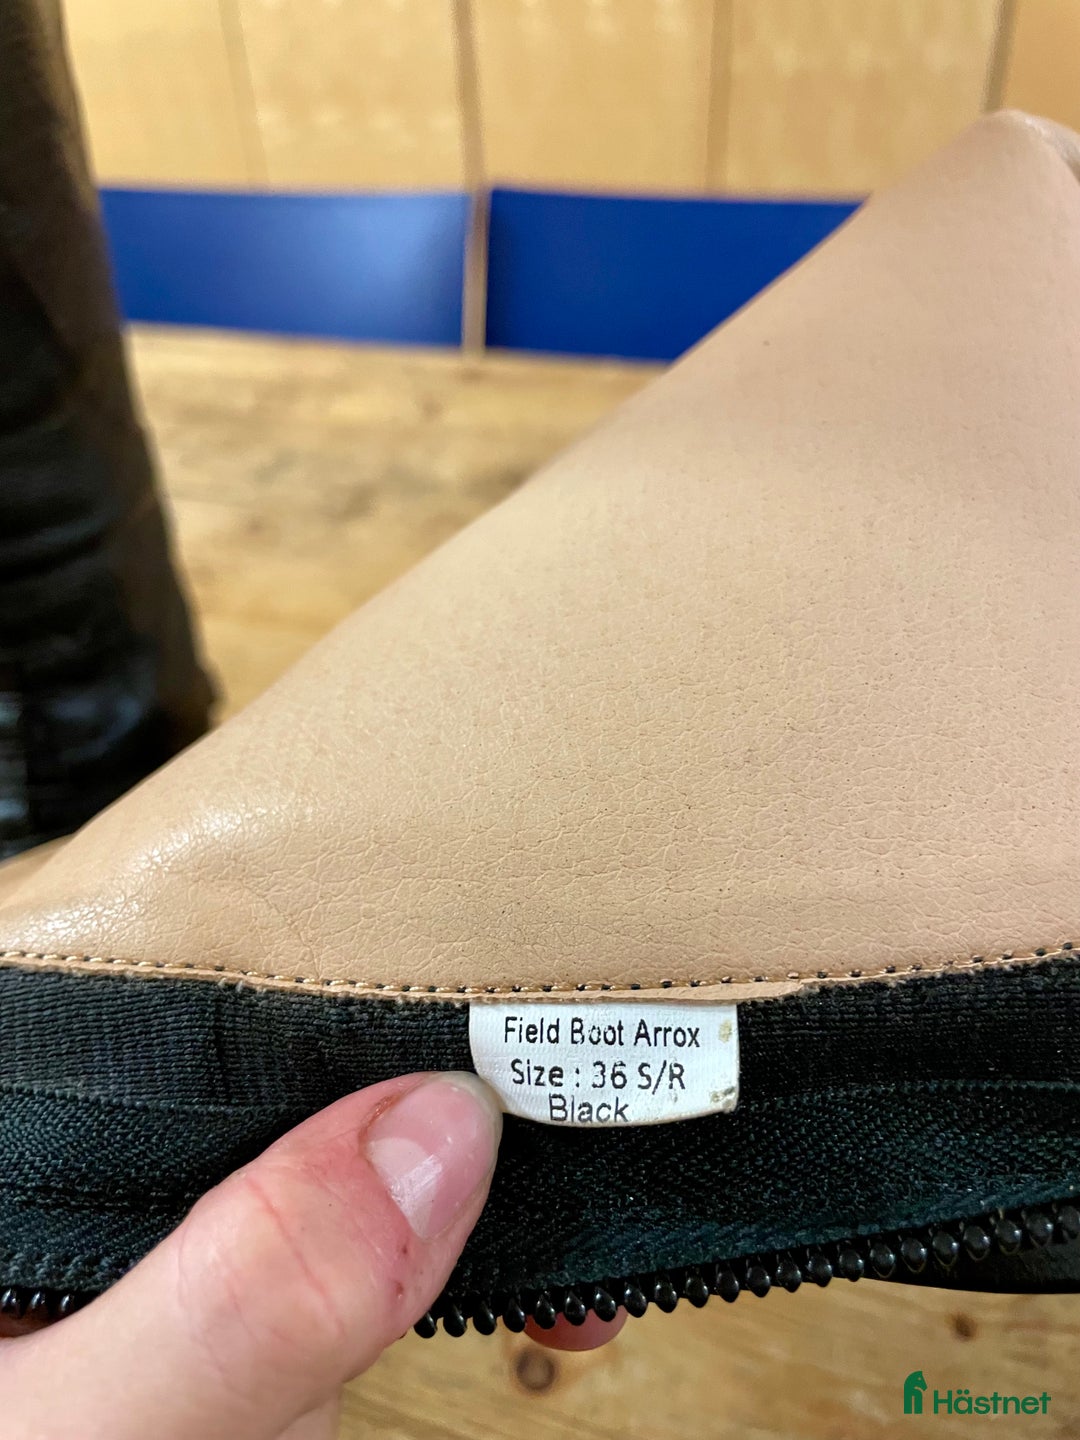 Field Boot Arrox
Size : 36 S/R
Black
Hästnet